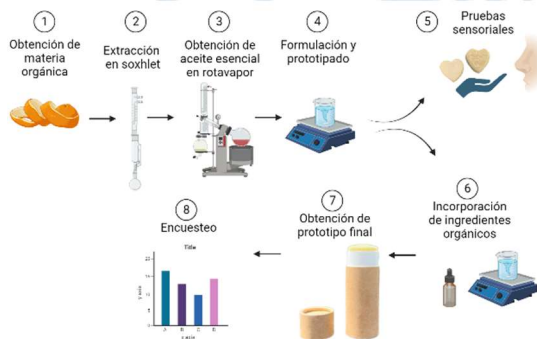 1
Obtención de
materia
orgánica
2
Extracción
en soxhlet
3
Obtención de
aceite esencial
en rotavapor
4
Formulación y
prototipado
5
Pruebas
sensoriales
6
Incorporación
de ingredientes
orgánicos
7
Obtención de
prototipo final
8
Encuesteo
Title